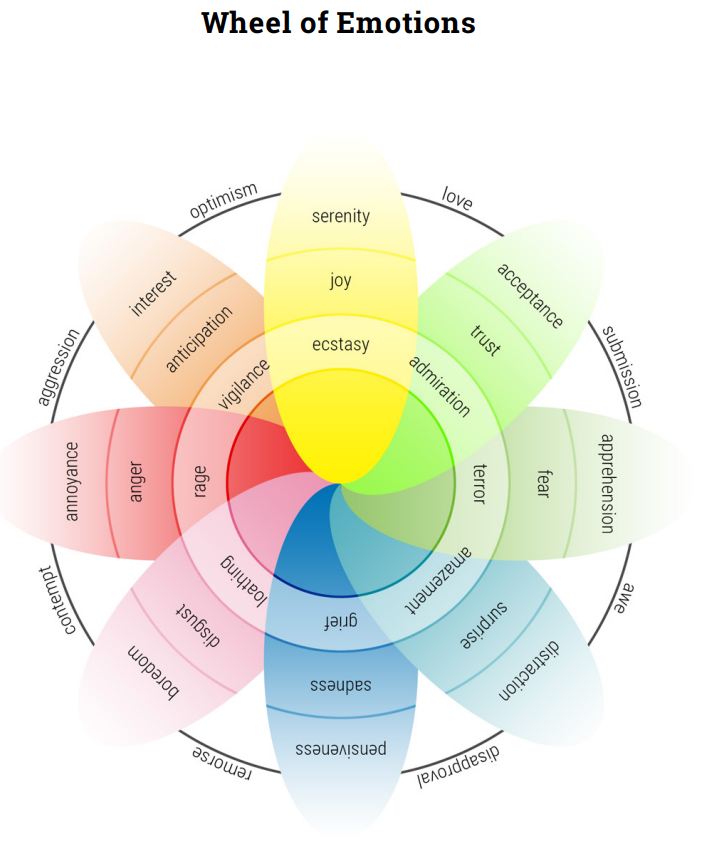 Wheel of Emotions
optimism
love
serenity
joy
ecstasy
interest
anticipation
vigilance
acceptance
trust
admiration
aggression
submission
annoyance
anger
rage
terror
fear
apprehension
contempt
awe
loathing
disgust
boredom
grief
sadness
pensiveness
amazement
surprise
distraction
remorse
disapproval